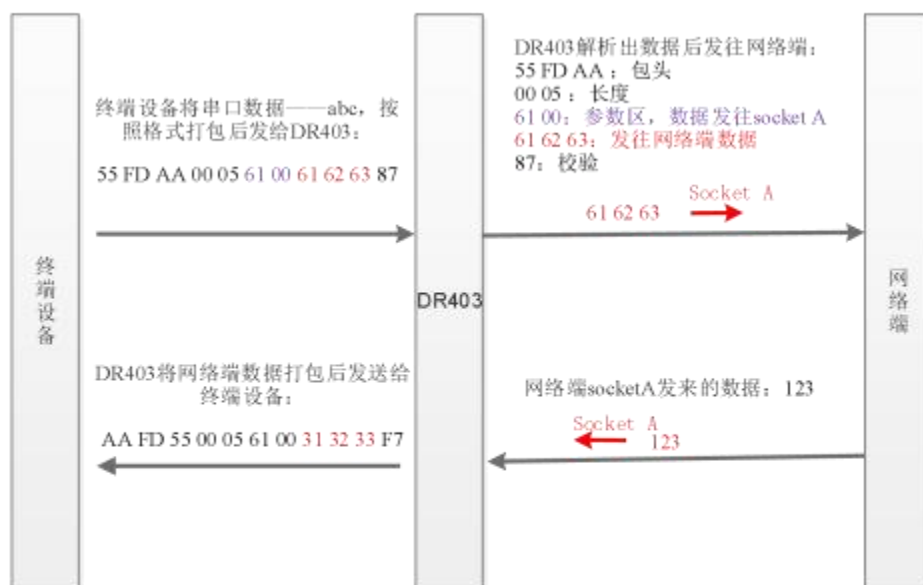 终端设备将串口数据——abc，按
照格式打包后发给DR403：
55 FD AA 00 05 61 00 61 62 63 87
DR403解析出数据后发往网络端：
55 FD AA ：包头
00 05 ：长度
61 00：参数区，数据发往socket A
61 62 63：发往网络端数据
87：校验
61 62 63
Socket A
终端设备
DR403
网络端
DR403将网络端数据打包后发送给
终端设备：
AA FD 55 00 05 61 00 31 32 33 F7
网络端socketA发来的数据：123
Socket A
123